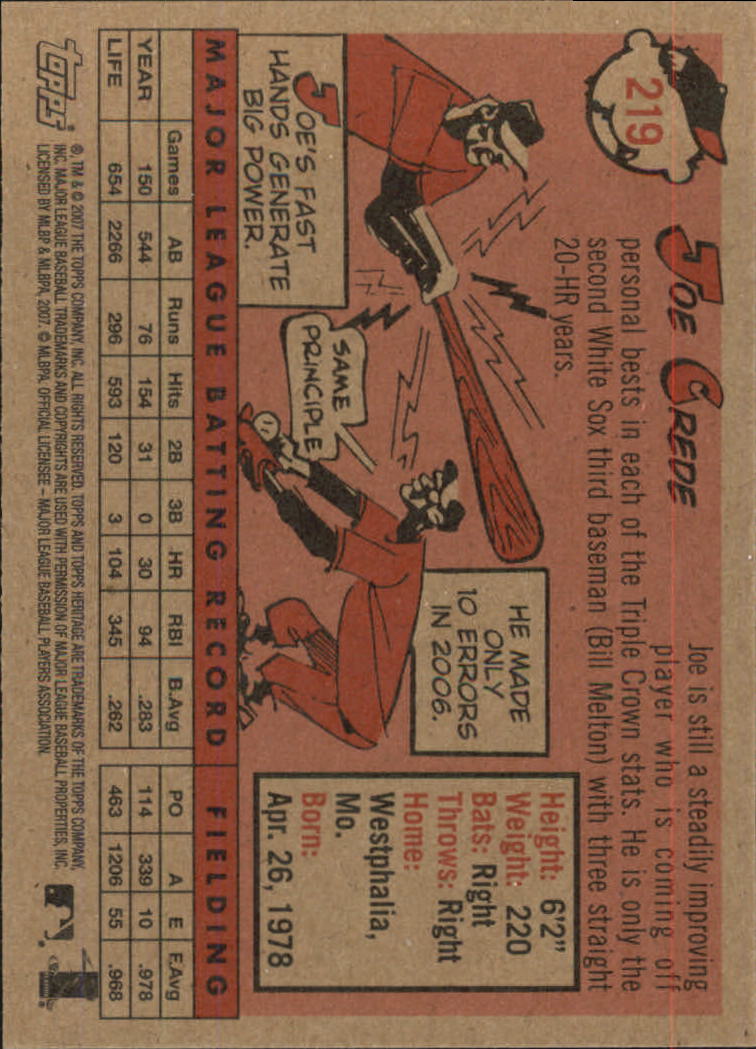 219
JOE CREDE
Joe is still a steadily improving
player who is coming off
personal bests in each of the Triple Crown stats. He is only the
second White Sox third baseman (Bill Melton) with three straight
20-HR years.
JOE'S FAST
HANDS GENERATE
BIG POWER.
SAME
PRINCIPLE
HE MADE
ONLY
10 ERRORS
IN 2006.
Height: 6'2"
Weight: 220
Bats: Right
Throws: Right
Home:
Westphalia,
Mo.
Born:
Apr. 26, 1978
MAJOR LEAGUE BATTING RECORD FIELDING
Games AB Runs Hits 2B 3B HR RBI B.Avg PO A E E.Avg
YEAR 150 544 76 154 31 0 30 94 .283 114 339 10 .978
LIFE 654 2266 296 593 120 3 104 345 .262 463 1206 55 .968
topps
®, TM & © 2007 THE TOPPS COMPANY, INC. ALL RIGHTS RESERVED. TOPPS AND TOPPS HERITAGE ARE TRADEMARKS OF THE TOPPS COMPANY,
INC. MAJOR LEAGUE BASEBALL TRADEMARKS AND COPYRIGHTS ARE USED WITH PERMISSION OF MAJOR LEAGUE BASEBALL PROPERTIES, INC.
LICENSED BY MLBP & MLBPA, 2007. © MLBPA. OFFICIAL LICENSEE – MAJOR LEAGUE BASEBALL PLAYERS ASSOCIATION.